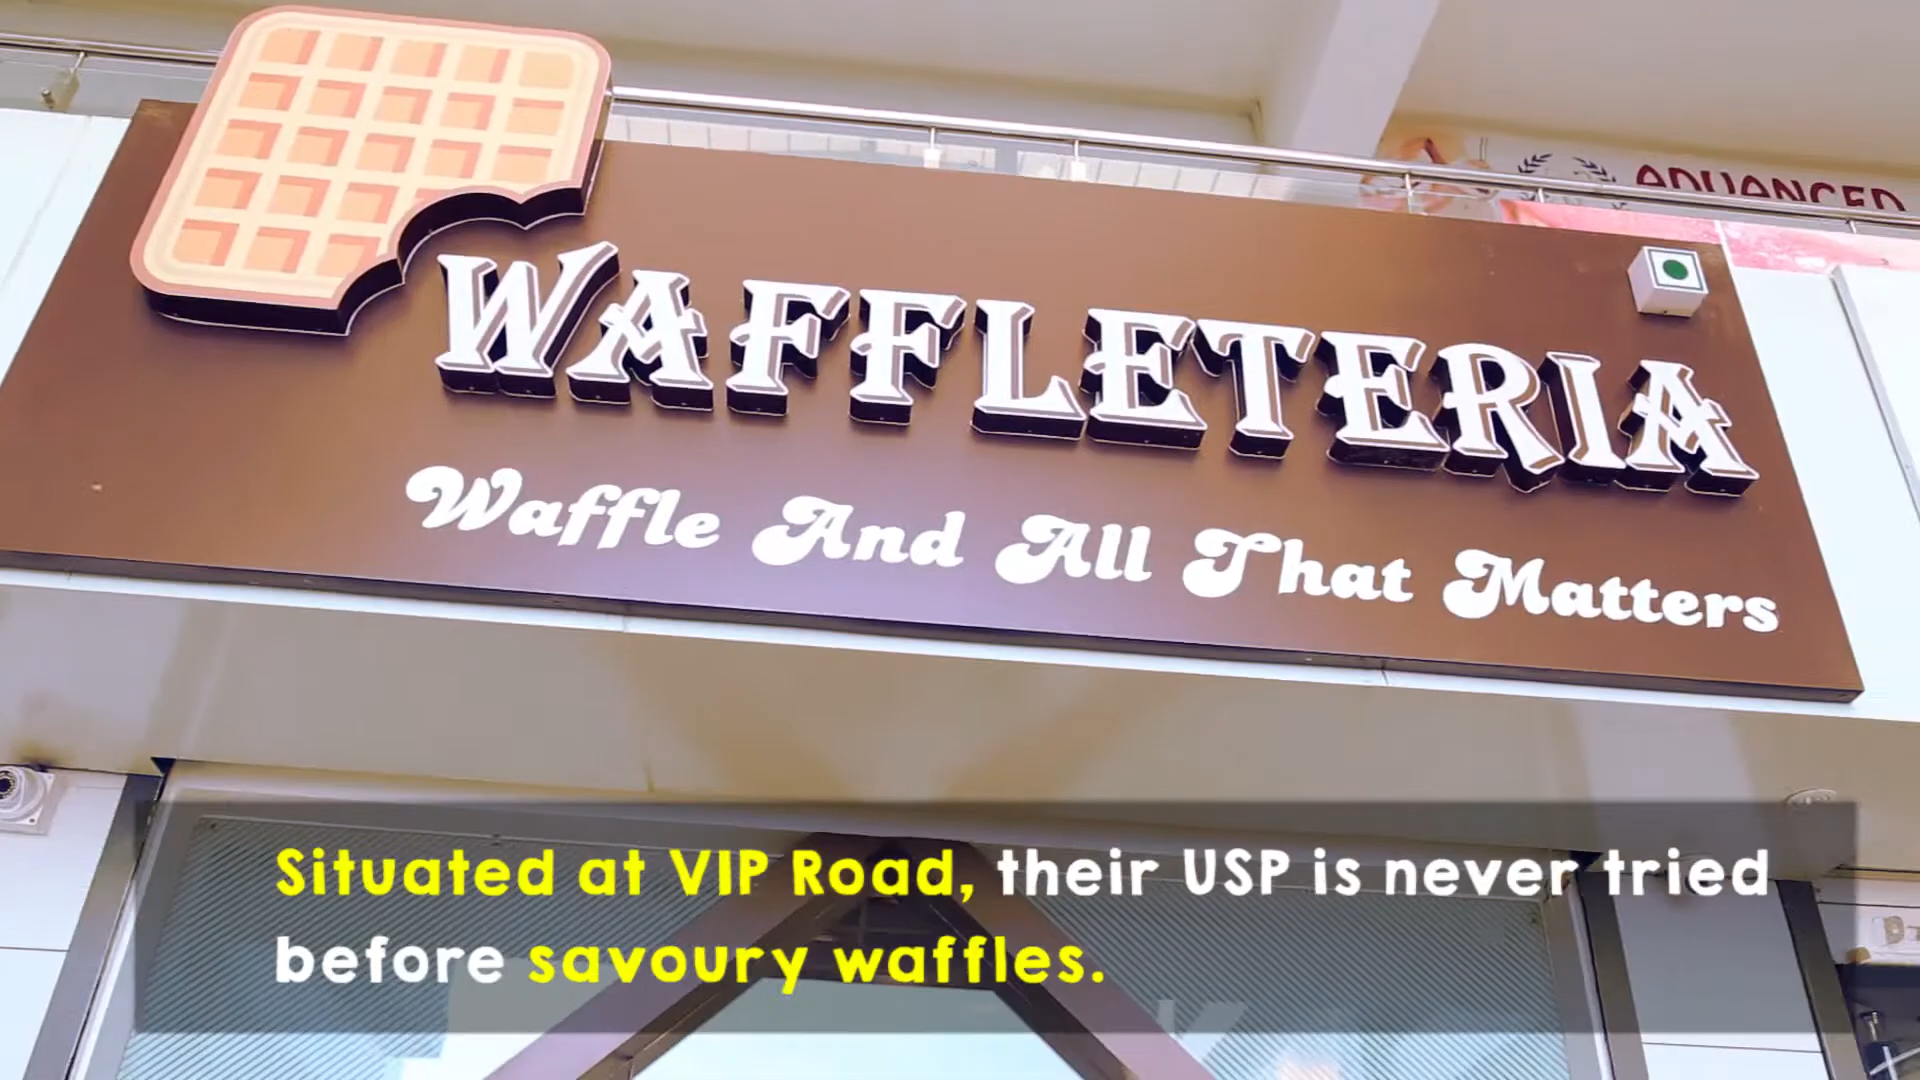 ADVANCED
WAFFLETERIA
Waffle And All That Matters
Situated at VIP Road, their USP is never tried
before savoury waffles.